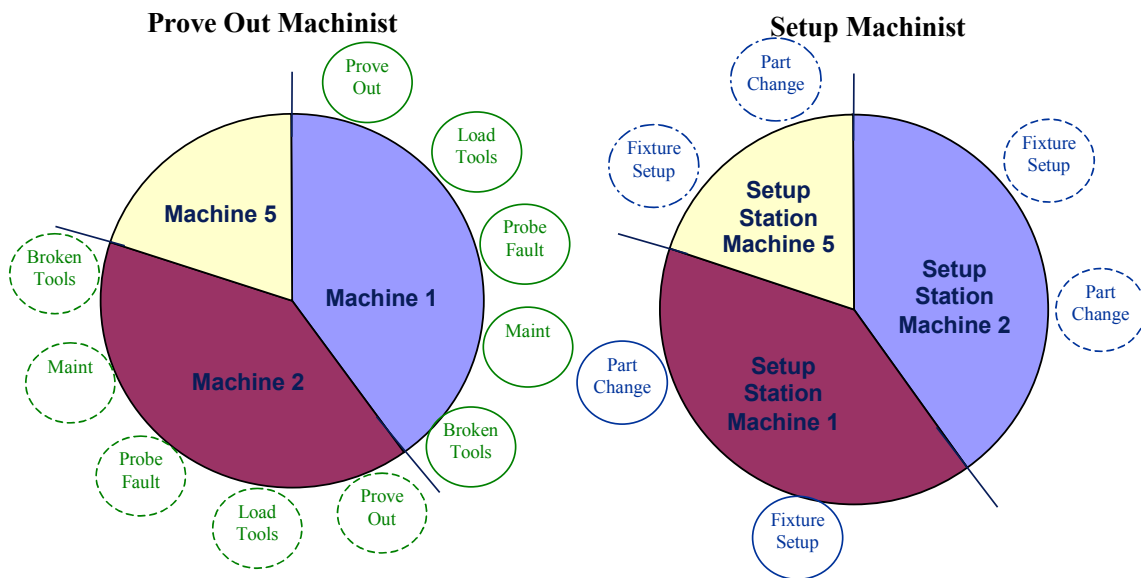 Prove Out Machinist
Prove
Out
Load
Tools
Probe
Fault
Maint
Broken
Tools
Prove
Out
Load
Tools
Probe
Fault
Maint
Broken
Tools
Machine 5
Machine 1
Machine 2
Setup Machinist
Part
Change
Fixture
Setup
Fixture
Setup
Part
Change
Part
Change
Fixture
Setup
Setup
Station
Machine 5
Setup
Station
Machine 2
Setup
Station
Machine 1